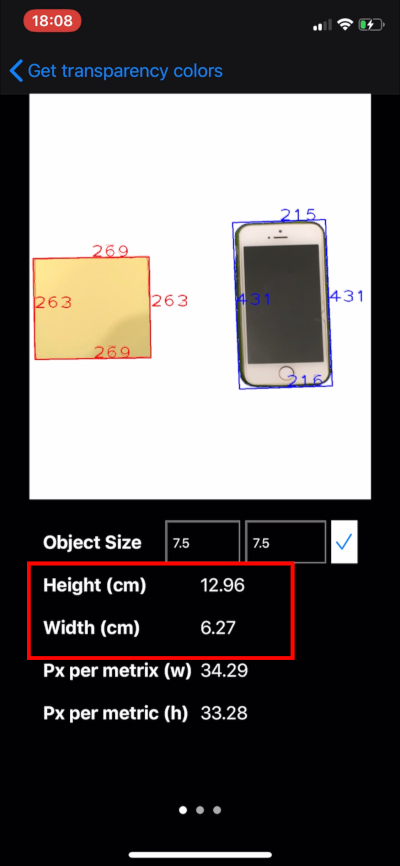 18:08
Get transparency colors
215
269
263 263 431 431
269
216
Object Size 7.5 7.5
Height (cm) 12.96
Width (cm) 6.27
Px per metrix (w) 34.29
Px per metric (h) 33.28